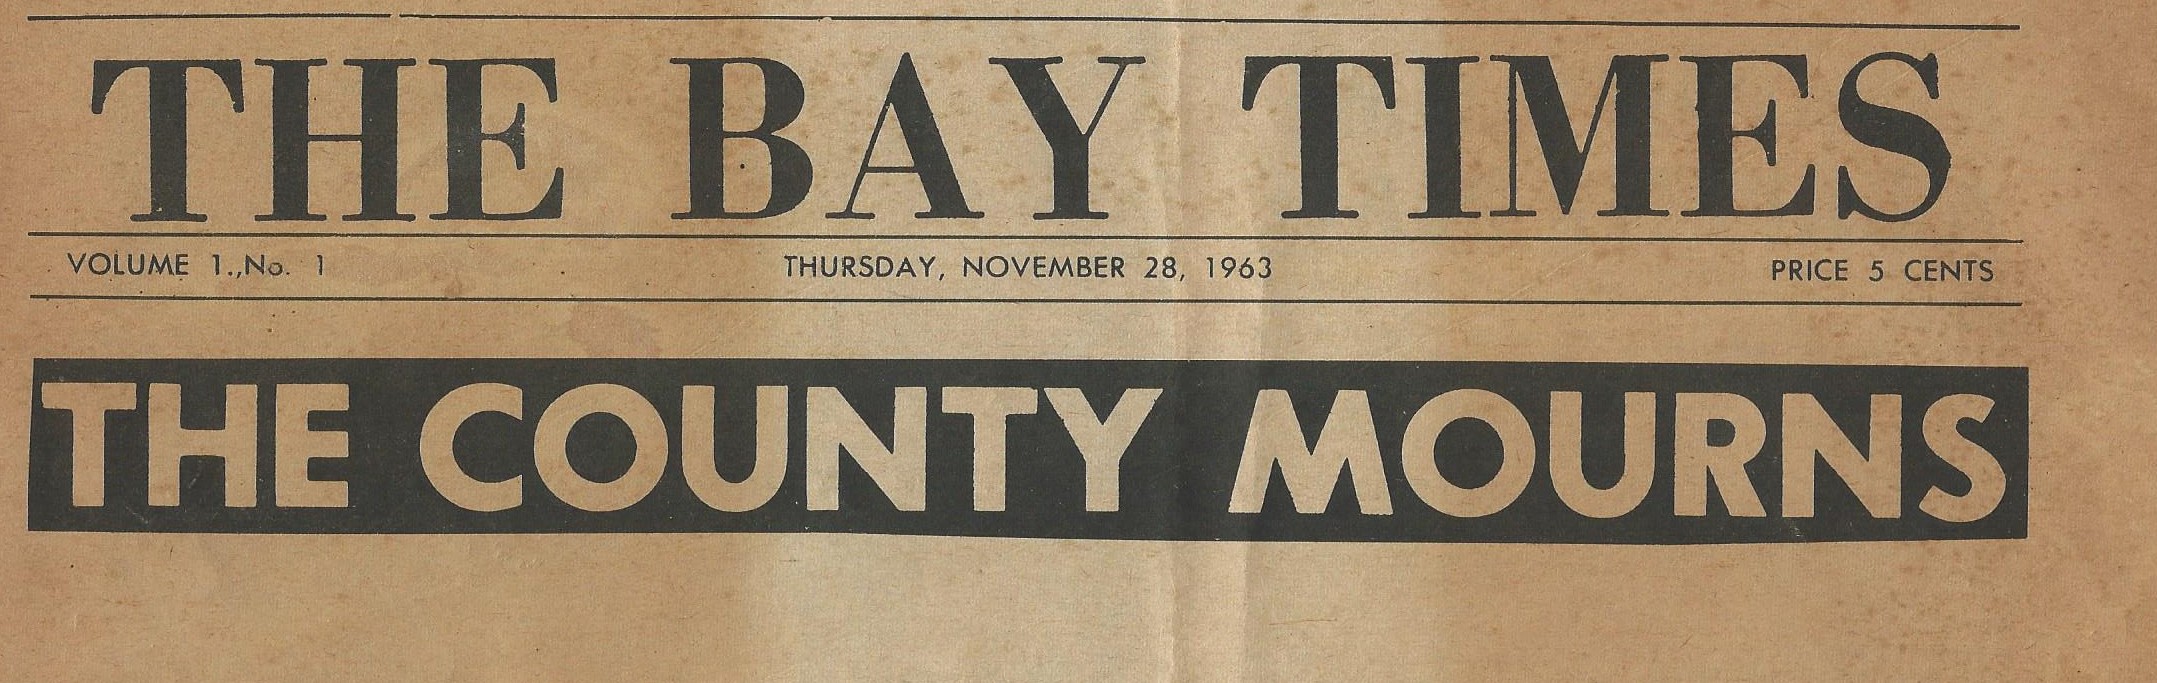 THE BAY TIMES
VOLUME 1.,No. 1 THURSDAY, NOVEMBER 28, 1963 PRICE 5 CENTS
THE COUNTY MOURNS